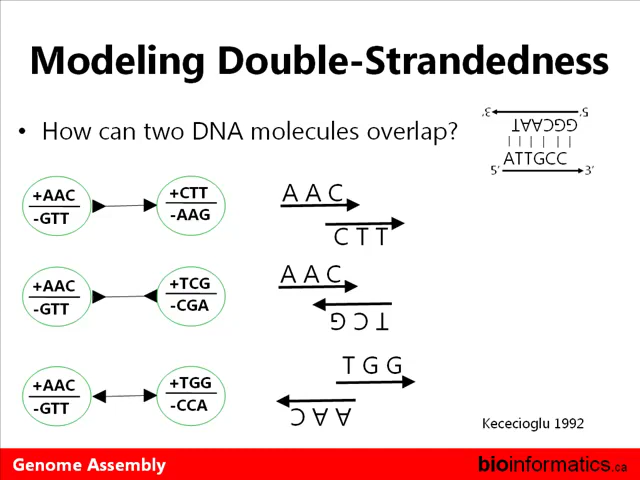 Modeling Double-Strandedness
• How can two DNA molecules overlap?
3' 5'
GGCAAT
ATTGCC
5' 3'
+AAC
-GTT
+CTT
-AAG
A A C
C T T
+AAC
-GTT
+TCG
-CGA
A A C
T C G
+AAC
-GTT
+TGG
-CCA
T G G
A A C
Kececioglu 1992
Genome Assembly
bioinformatics.ca